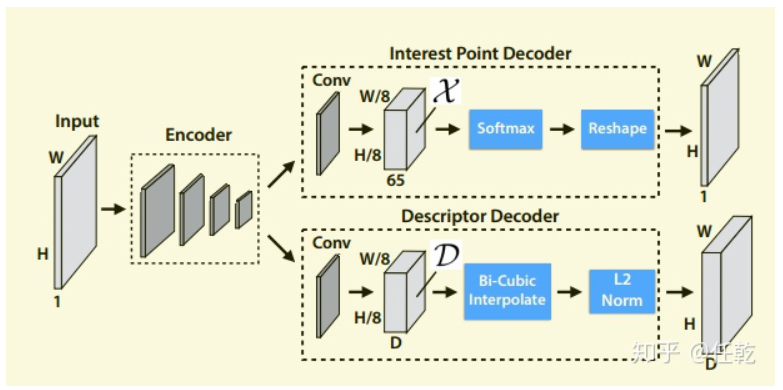 Interest Point Decoder
Input
W
H
1
Encoder
Conv
W/8
H/8
65
X
Softmax
Reshape
W
H
1
Descriptor Decoder
Conv
W/8
H/8
D
D
Bi-Cubic
Interpolate
L2
Norm
W
H
D
知乎 @任乾